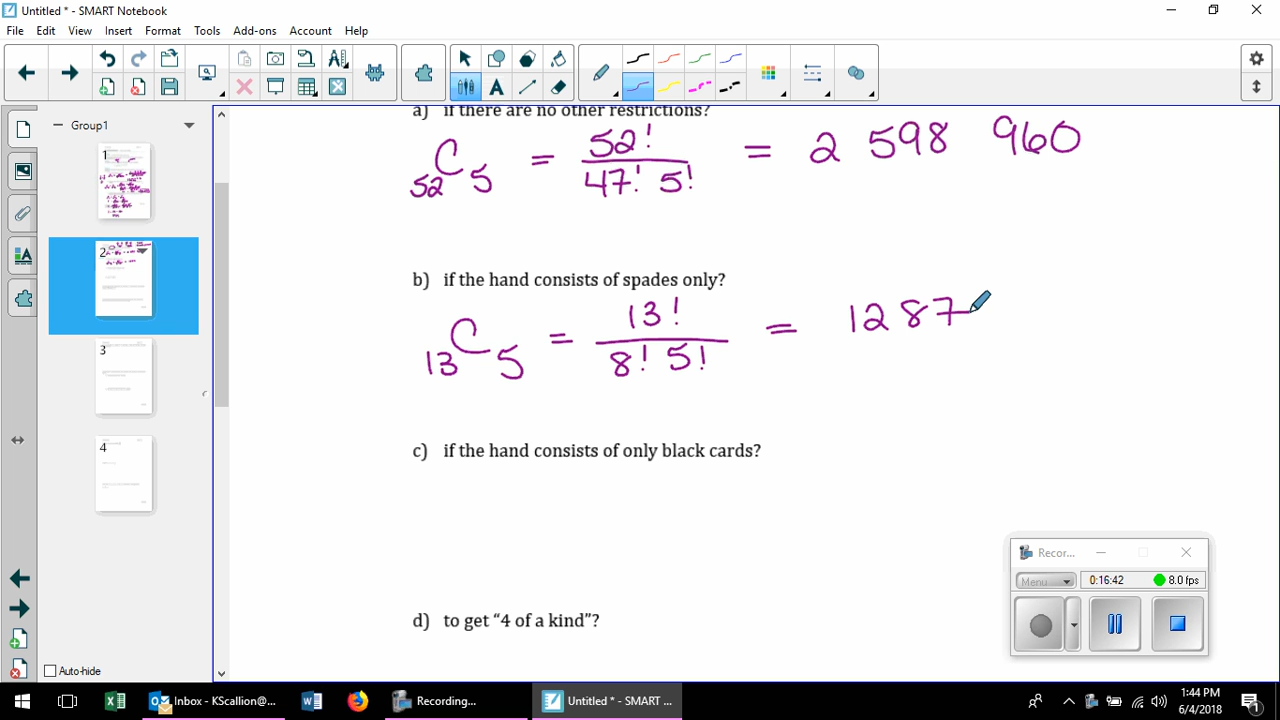 Untitled * - SMART Notebook
File Edit View Insert Format Tools Add-ons Account Help
Group1
1
2
3
4
a) if there are no other restrictions?
52C5 = 52! / 47! 5! = 2 598 960
b) if the hand consists of spades only?
13C5 = 13! / 8! 5! = 1287
c) if the hand consists of only black cards?
d) to get “4 of a kind”?
Recor...
Menu 0:16:42 8.0 fps
Auto-hide
Inbox - KScallion@... Recording... Untitled * - SMART ...
1:44 PM
6/4/2018